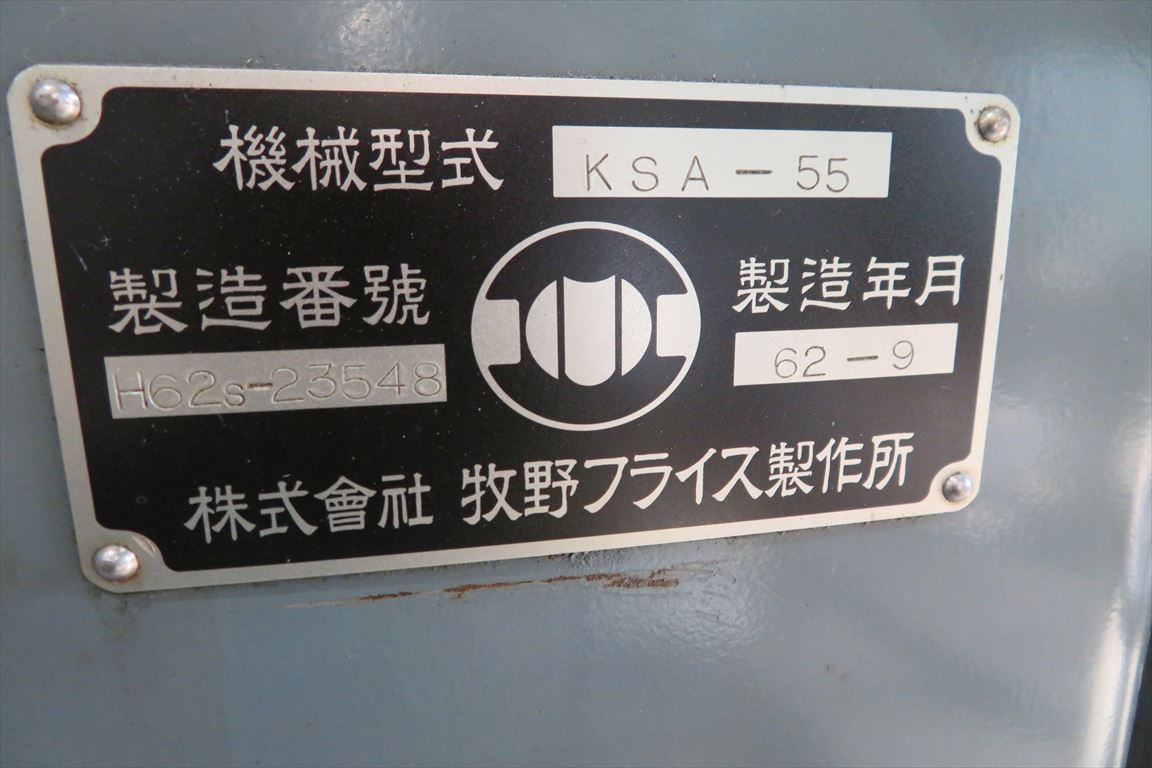 機械型式 KSA-55
製造番號
H62s-23548
製造年月
62-9
株式會社 牧野フライス製作所